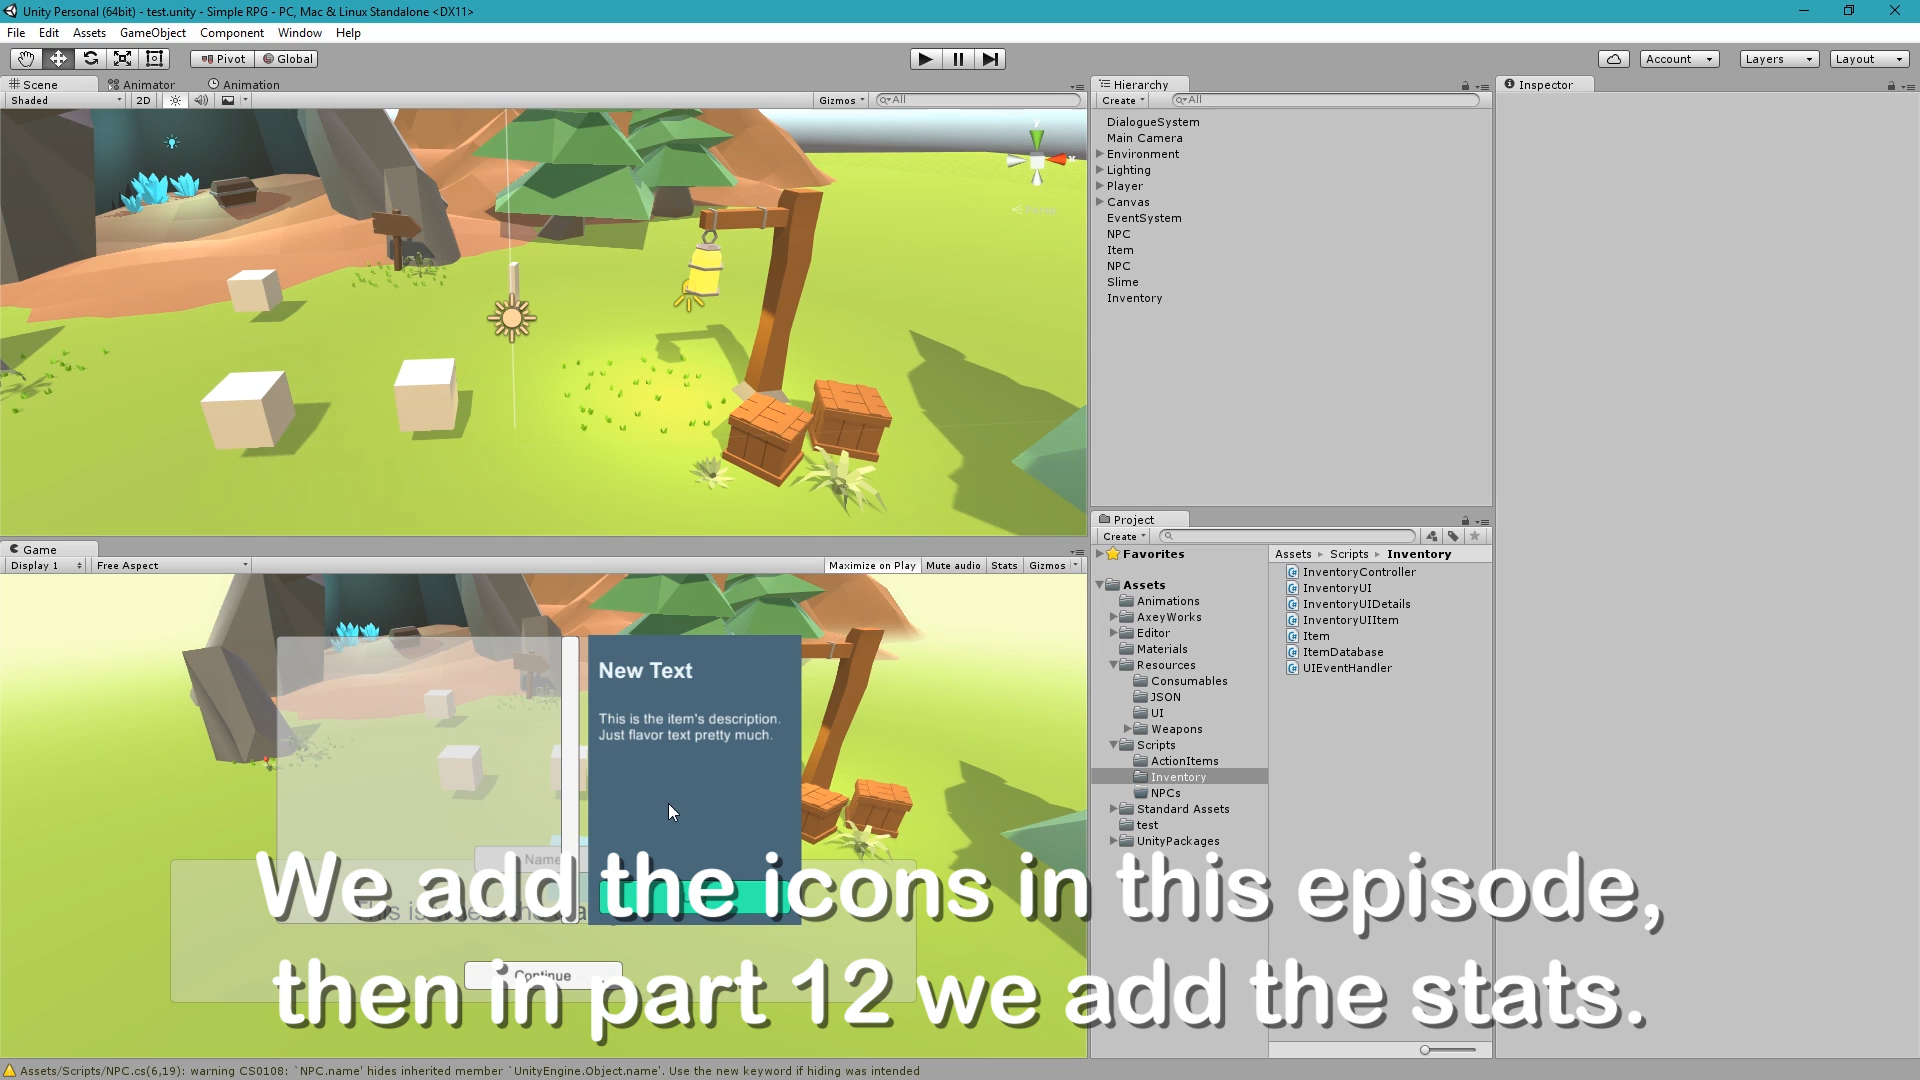 Unity Personal (64bit) - test.unity - Simple RPG - PC, Mac & Linux Standalone <DX11>
File Edit Assets GameObject Component Window Help
Pivot Global Account Layers Layout
Scene Animator Animation
Shaded 2D Gizmos All
y
x
Persp
Hierarchy
Create All
DialogueSystem
Main Camera
Environment
Lighting
Player
Canvas
EventSystem
NPC
Item
NPC
Slime
Inventory
Inspector
Game
Display 1 Free Aspect Maximize on Play Mute audio Stats Gizmos
New Text
This is the item's description.
Just flavor text pretty much.
Name
Continue
Project
Create
Favorites
Assets
Animations
AxeyWorks
Editor
Materials
Resources
Consumables
JSON
UI
Weapons
Scripts
ActionItems
Inventory
NPCs
Standard Assets
test
UnityPackages
Assets Scripts Inventory
InventoryController
InventoryUI
InventoryUIDetails
InventoryUIItem
Item
ItemDatabase
UIEventHandler
We add the icons in this episode,
then in part 12 we add the stats.
Assets/Scripts/NPC.cs(6,19): warning CS0108: `NPC.name' hides inherited member `UnityEngine.Object.name'. Use the new keyword if hiding was intended